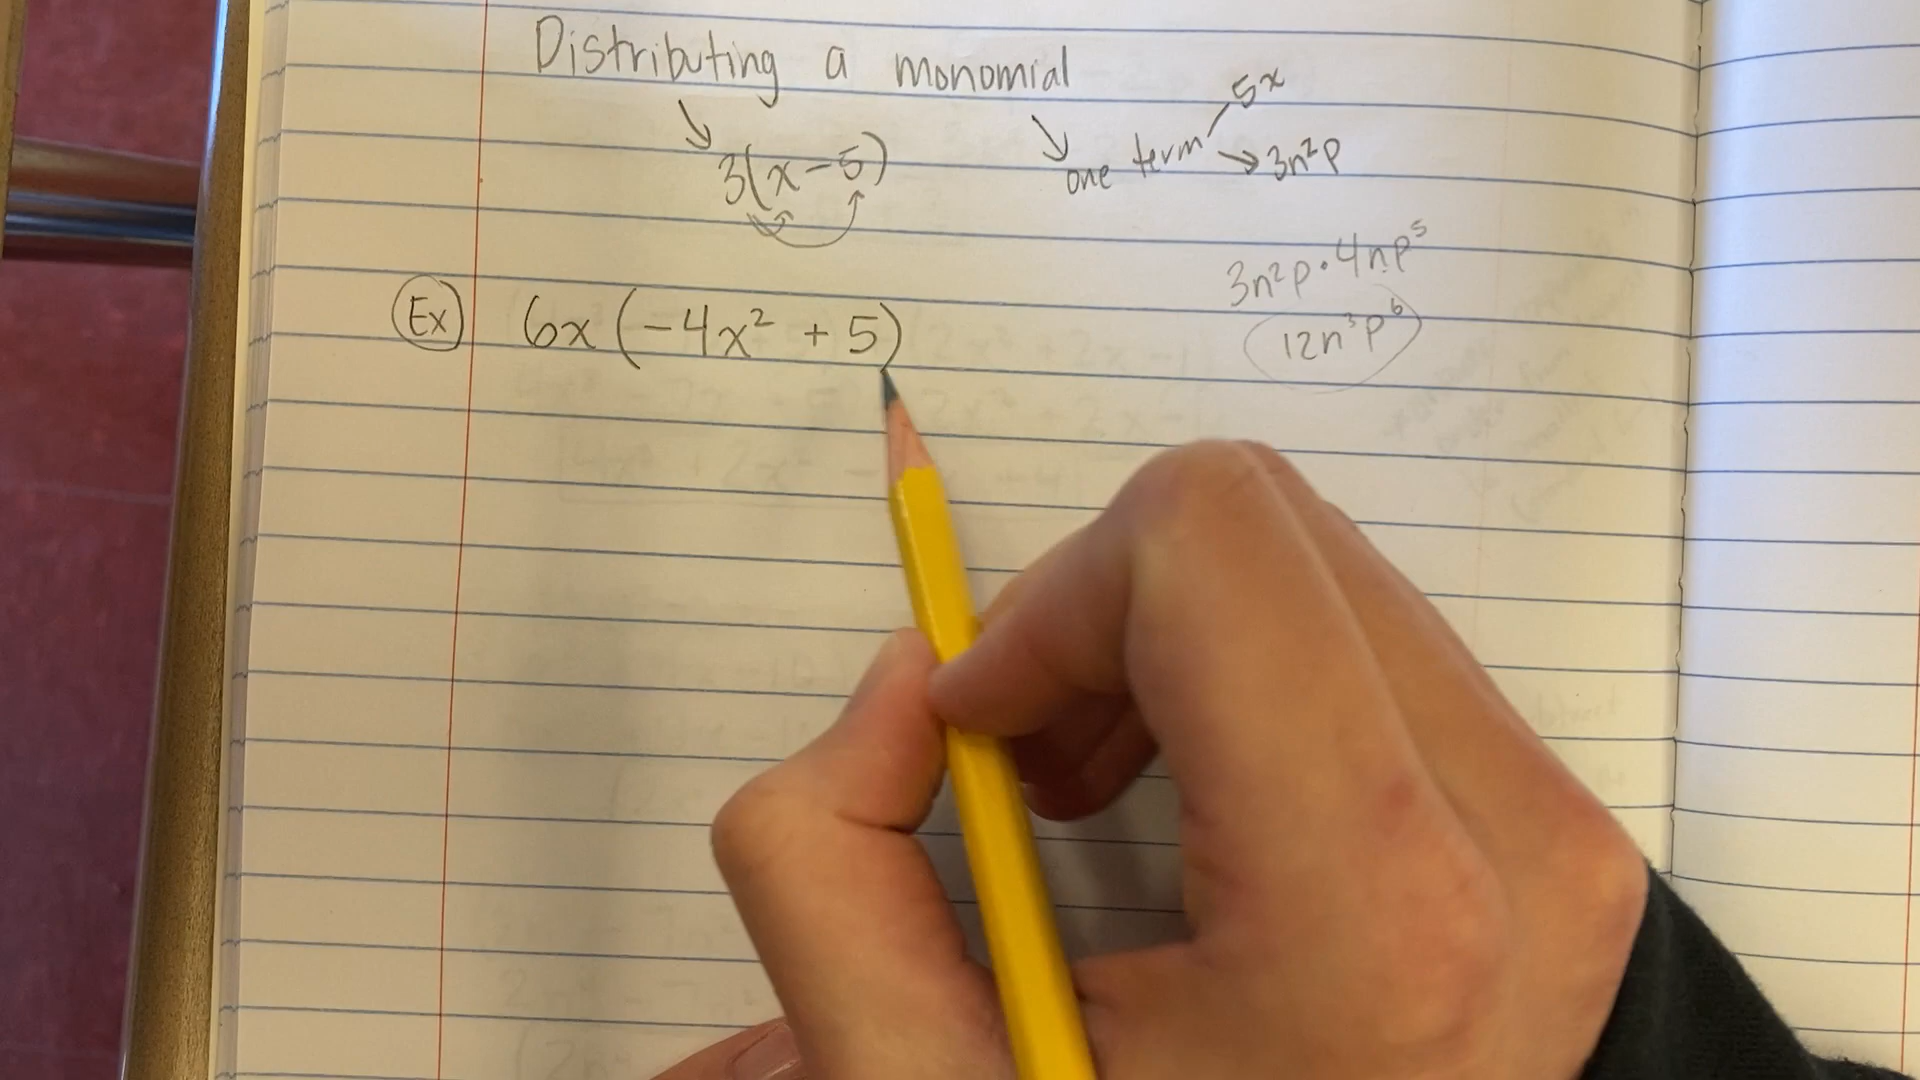 Distributing a monomial
3(x-5)
one term
5x
3n²p
3n²p·4np⁵
12n³p⁶
Ex 6x(-4x² + 5)